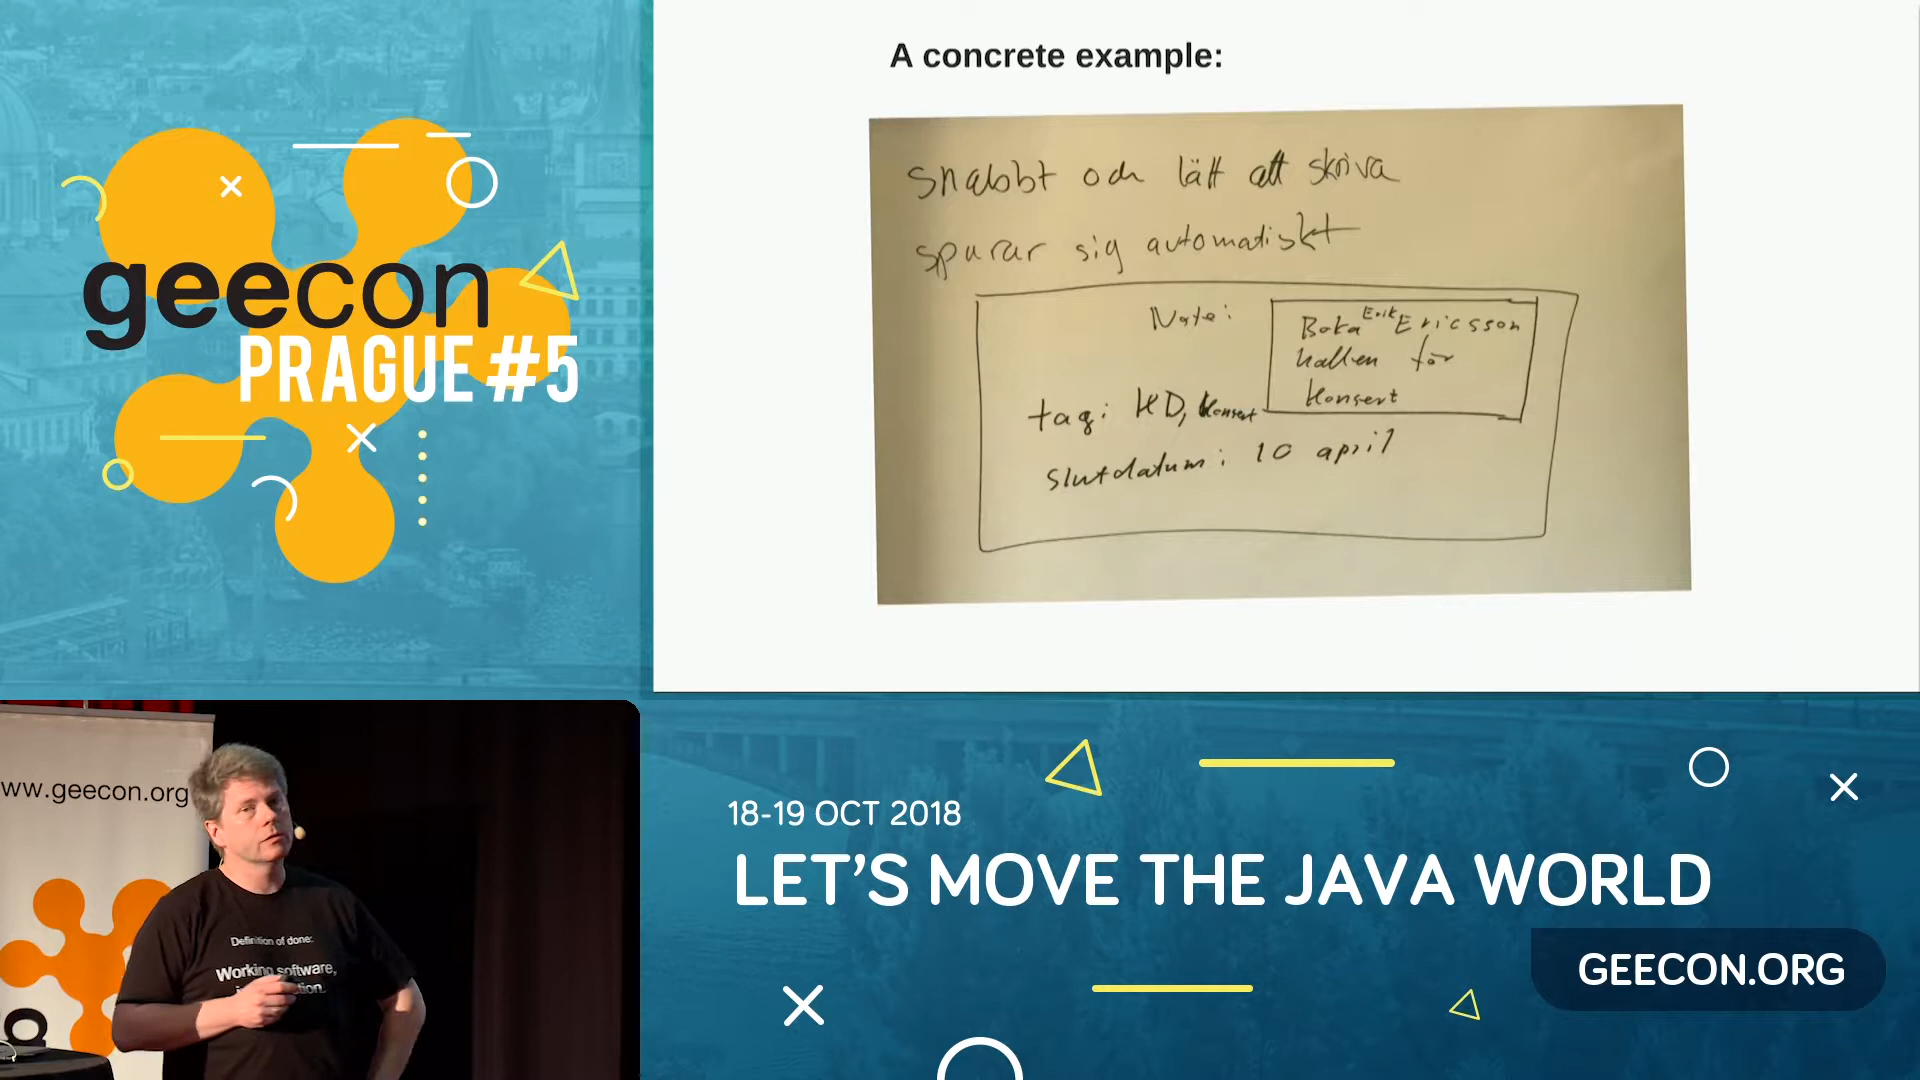 geecon
PRAGUE #5
A concrete example:
snabbt och lätt att skriva
sparar sig automatiskt
Note:
Boka Erik Ericsson
hallen för
konsert
tag: HD, konsert
slutdatum: 10 april
www.geecon.org
Definition of done:
Working software,
18-19 OCT 2018
LET'S MOVE THE JAVA WORLD
GEECON.ORG